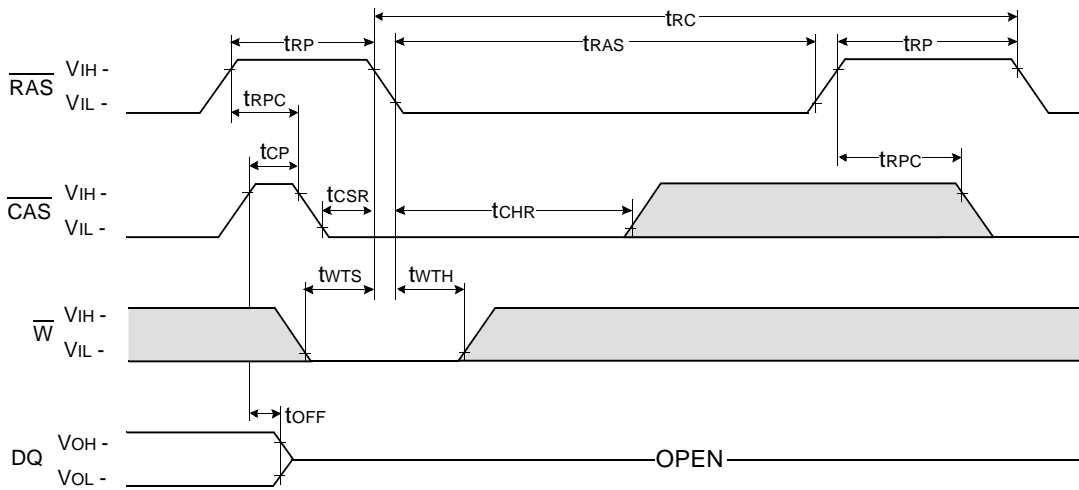 tRC
tRP
tRAS
tRP
RAS
VIH -
VIL -
tRPC
tCP
tRPC
CAS
VIH -
VIL -
tCSR
tCHR
tWTS
tWTH
W
VIH -
VIL -
tOFF
DQ
VOH -
VOL -
OPEN